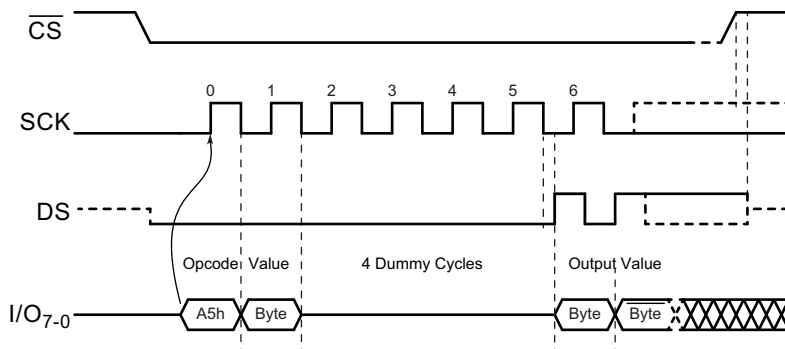 CS
0 1 2 3 4 5 6
SCK
DS
Opcode Value 4 Dummy Cycles Output Value
I/O7-0 A5h Byte Byte Byte